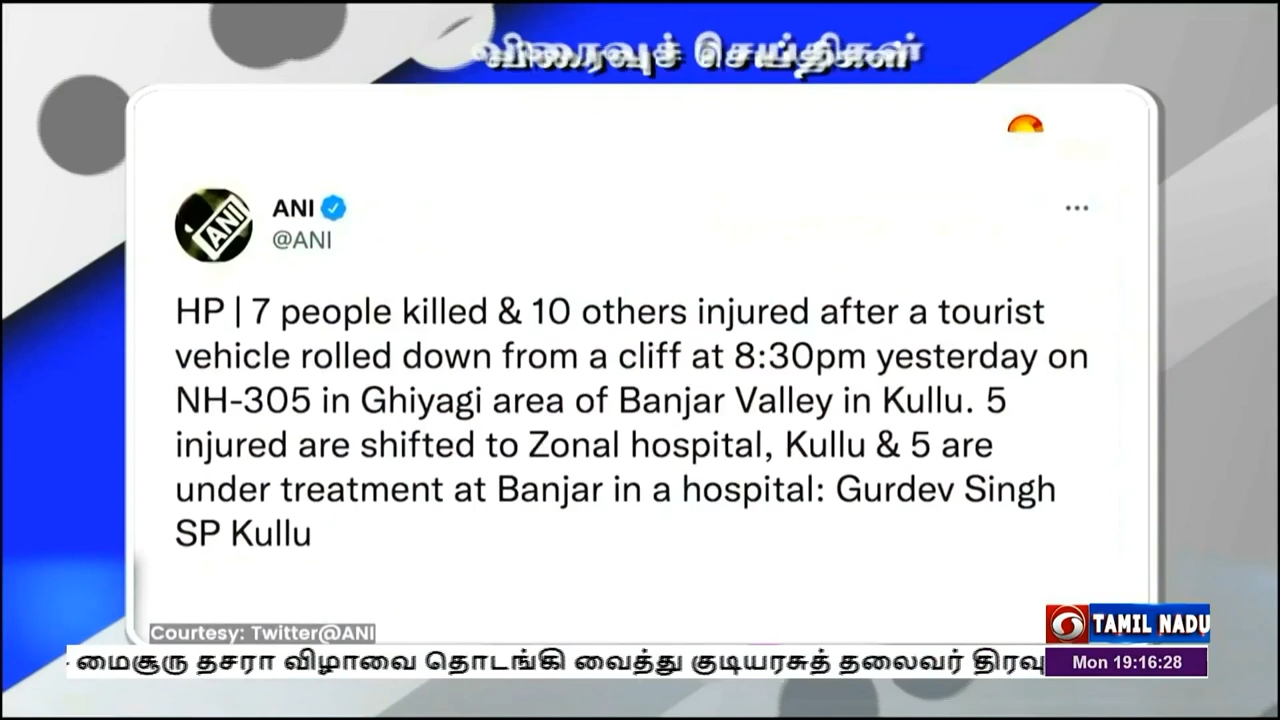 விரைவுச் செய்திகள்
ANI
ANI
@ANI
HP | 7 people killed & 10 others injured after a tourist
vehicle rolled down from a cliff at 8:30pm yesterday on
NH-305 in Ghiyagi area of Banjar Valley in Kullu. 5
injured are shifted to Zonal hospital, Kullu & 5 are
under treatment at Banjar in a hospital: Gurdev Singh
SP Kullu
Courtesy: Twitter@ANI
TAMIL NADU
மைசூரு தசரா விழாவை தொடங்கி வைத்து குடியரசுத் தலைவர் திரவு
Mon 19:16:28